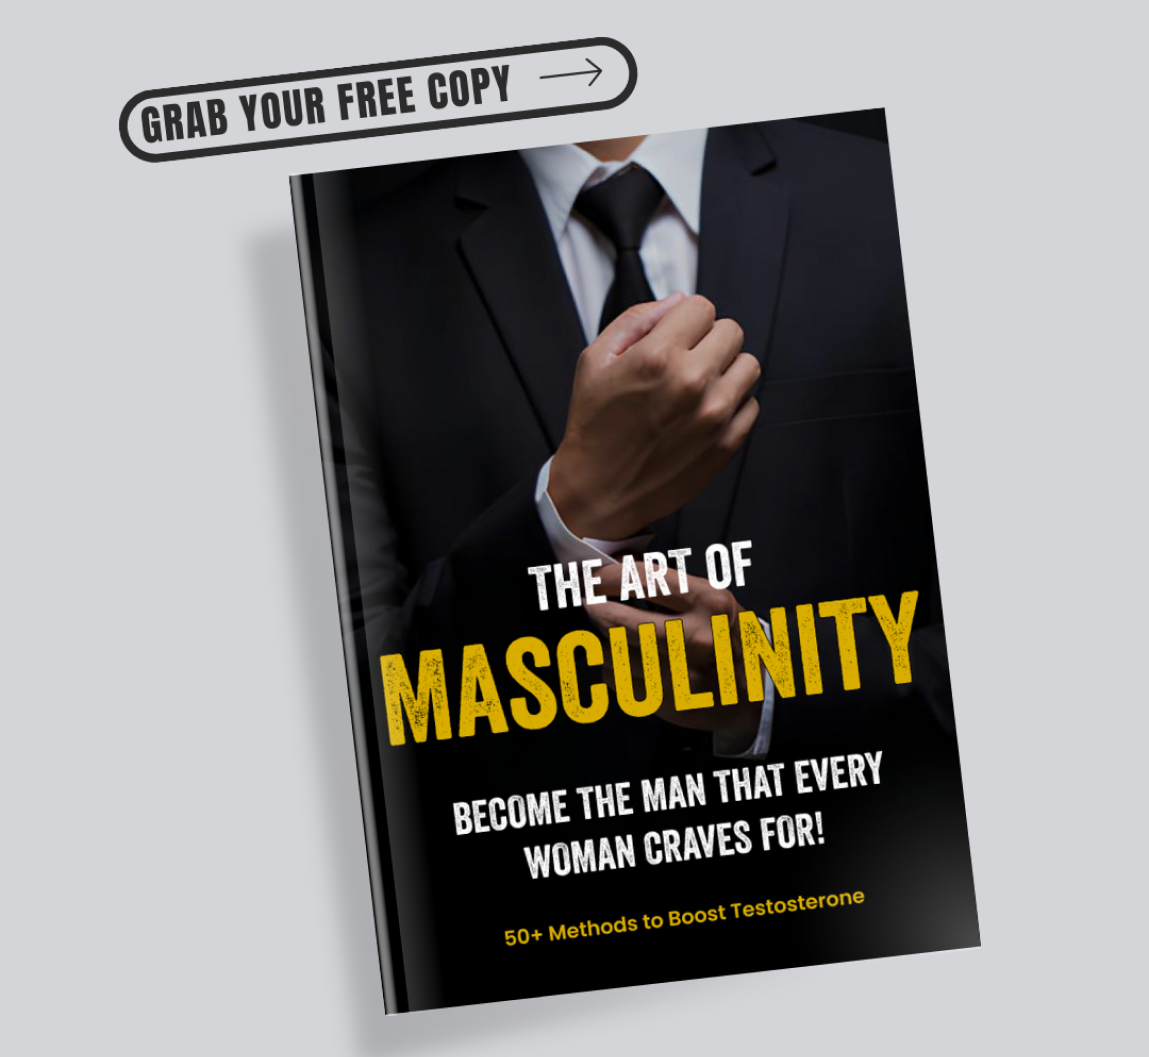 GRAB YOUR FREE COPY
THE ART OF
MASCULINITY
BECOME THE MAN THAT EVERY
WOMAN CRAVES FOR!
50+ Methods to Boost Testosterone